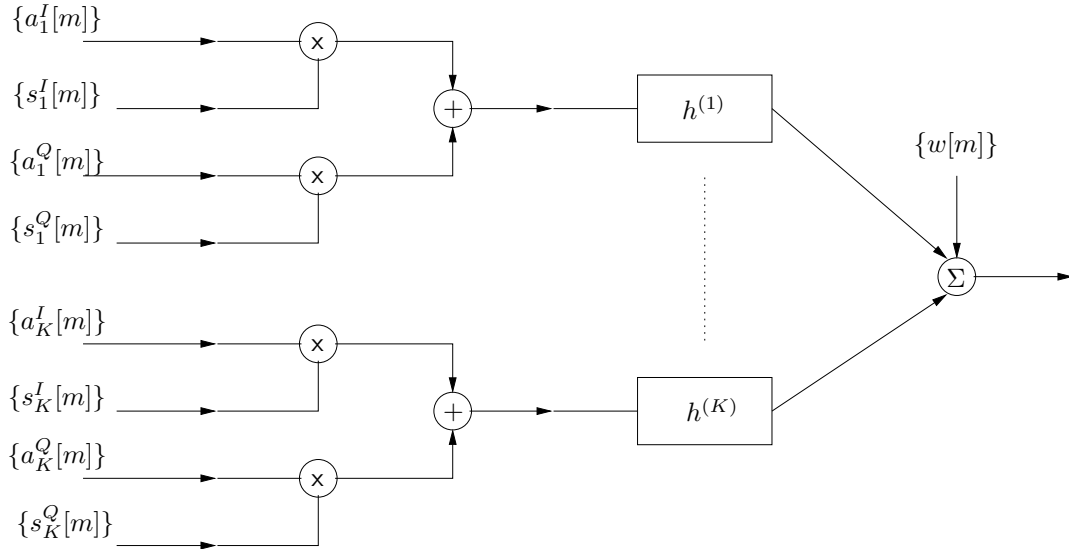 {a_1^I[m]}
x
{s_1^I[m]}
+
h^{(1)}
{a_1^Q[m]}
x
{w[m]}
{s_1^Q[m]}
Σ
{a_K^I[m]}
x
{s_K^I[m]}
+
h^{(K)}
{a_K^Q[m]}
x
{s_K^Q[m]}